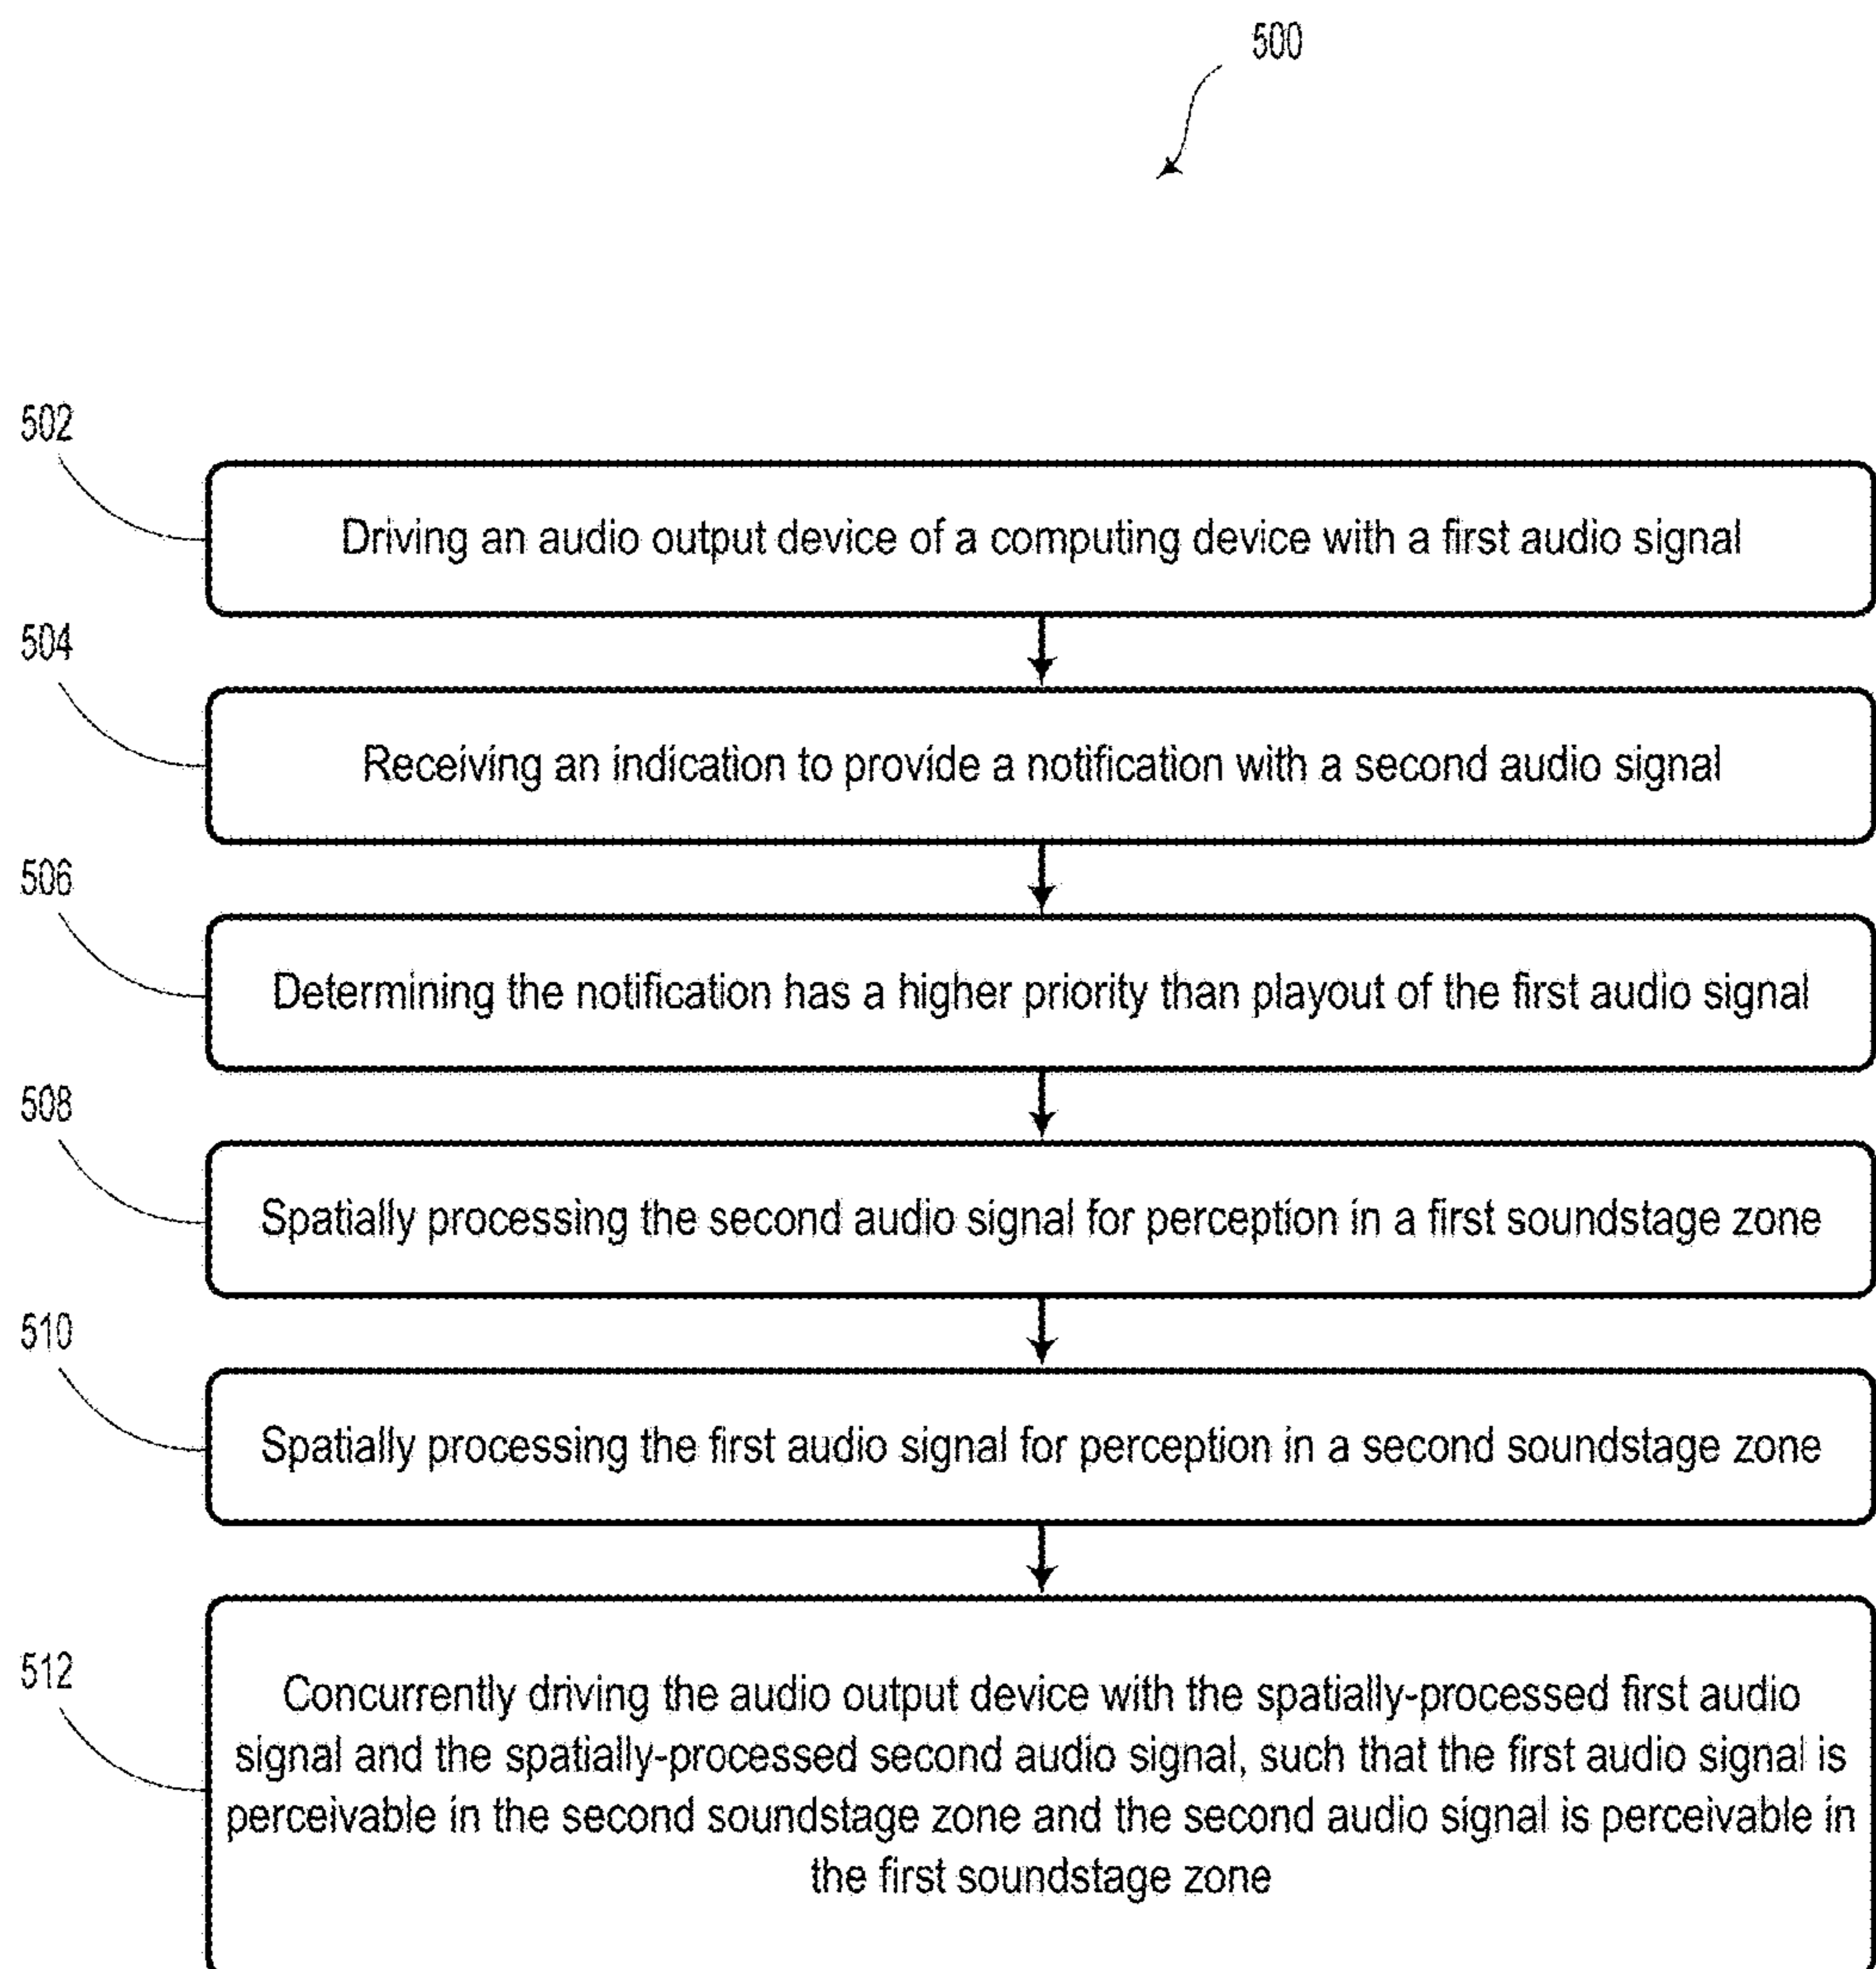 500
502
Driving an audio output device of a computing device with a first audio signal
504
Receiving an indication to provide a notification with a second audio signal
506
Determining the notification has a higher priority than playout of the first audio signal
508
Spatially processing the second audio signal for perception in a first soundstage zone
510
Spatially processing the first audio signal for perception in a second soundstage zone
512
Concurrently driving the audio output device with the spatially-processed first audio
signal and the spatially-processed second audio signal, such that the first audio signal is
perceivable in the second soundstage zone and the second audio signal is perceivable in
the first soundstage zone